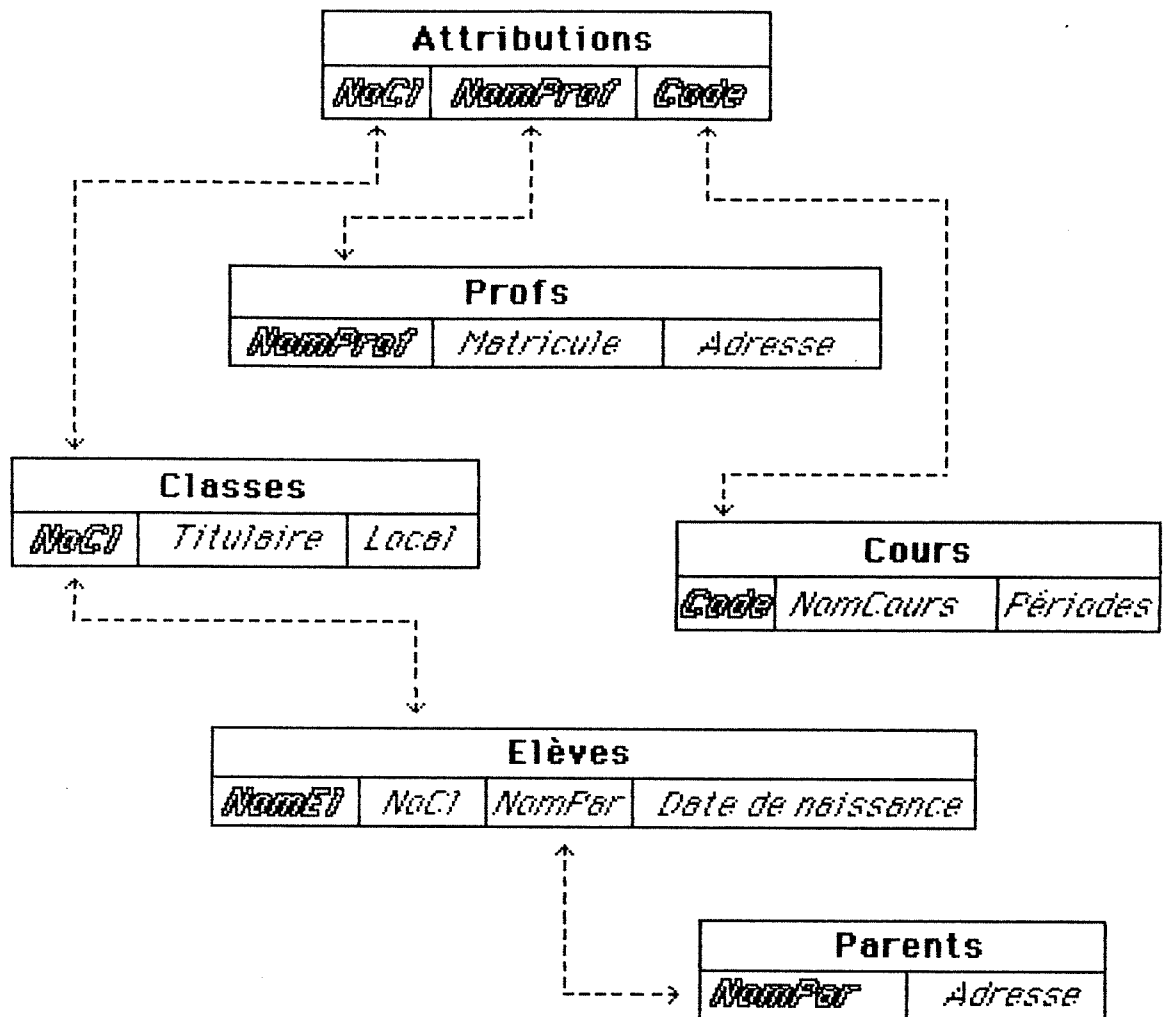 Attributions
NoCl NomProf Code
Profs
NomProf Matricule Adresse
Classes
NoCl Titulaire Local
Cours
Code NomCours Périodes
Elèves
NomEl NoCl NomPar Date de naissance
Parents
NomPar Adresse